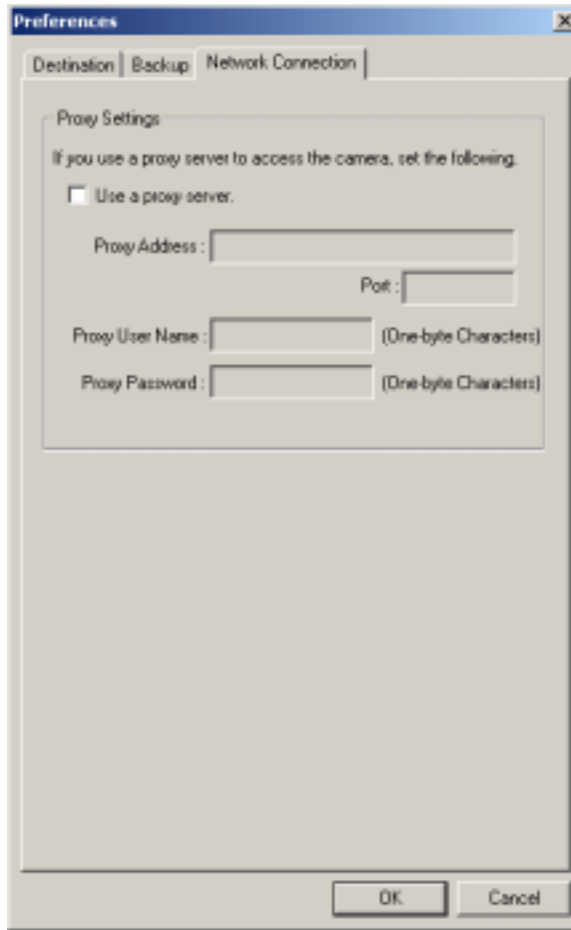 Preferences
Destination Backup Network Connection
Proxy Settings
If you use a proxy server to access the camera, set the following.
Use a proxy server.
Proxy Address :
Port :
Proxy User Name : (One-byte Characters)
Proxy Password : (One-byte Characters)
OK Cancel